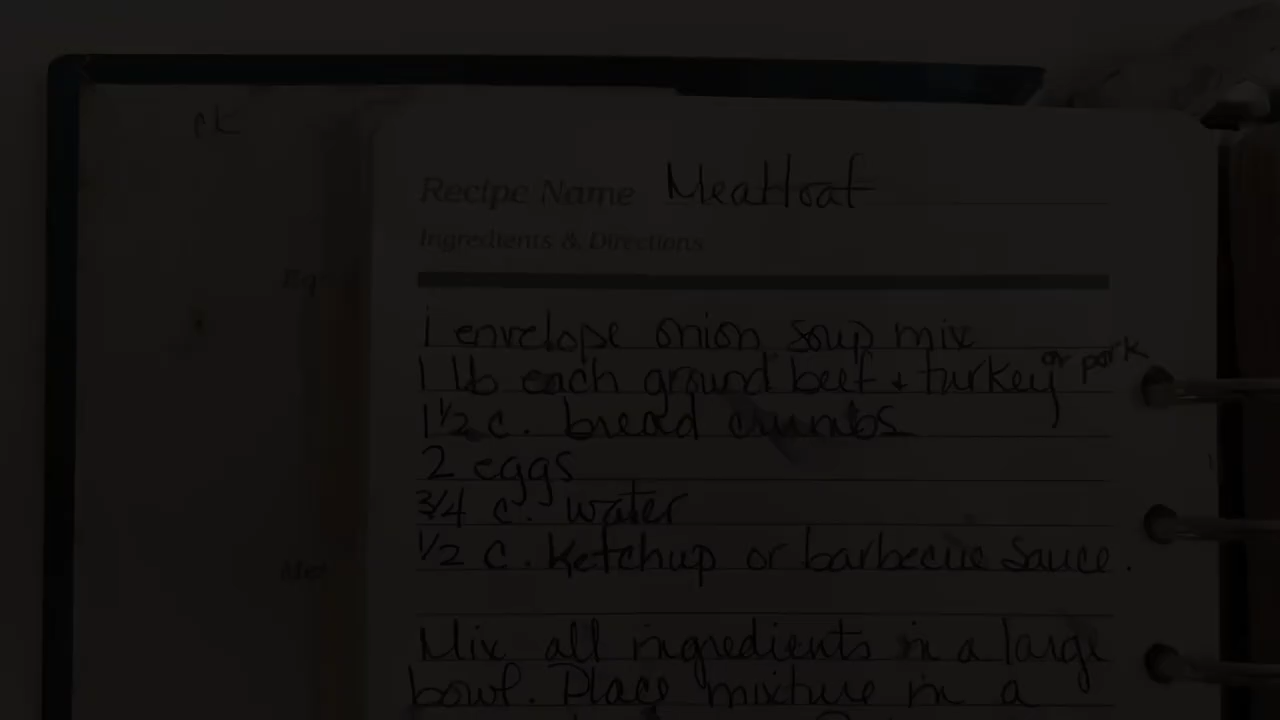 Recipe Name Meatloaf
Ingredients & Directions
1 envelope onion soup mix
1 lb each ground beef + turkey or pork
1 1/2 c. bread crumbs
2 eggs
3/4 c. water
1/2 c. Ketchup or barbecue sauce.
Mix all ingredients in a large
bowl. Place mixture in a